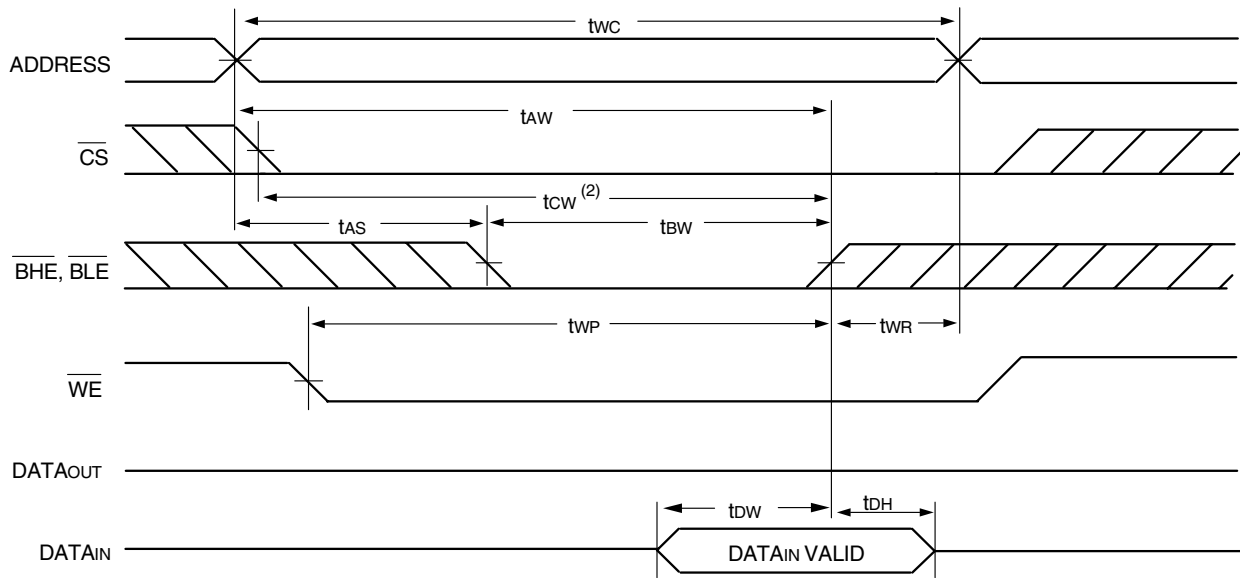 tWC
ADDRESS
tAW
CS
tCW (2)
tAS
tBW
BHE, BLE
tWP
tWR
WE
DATAOUT
tDW
tDH
DATAIN
DATAIN VALID